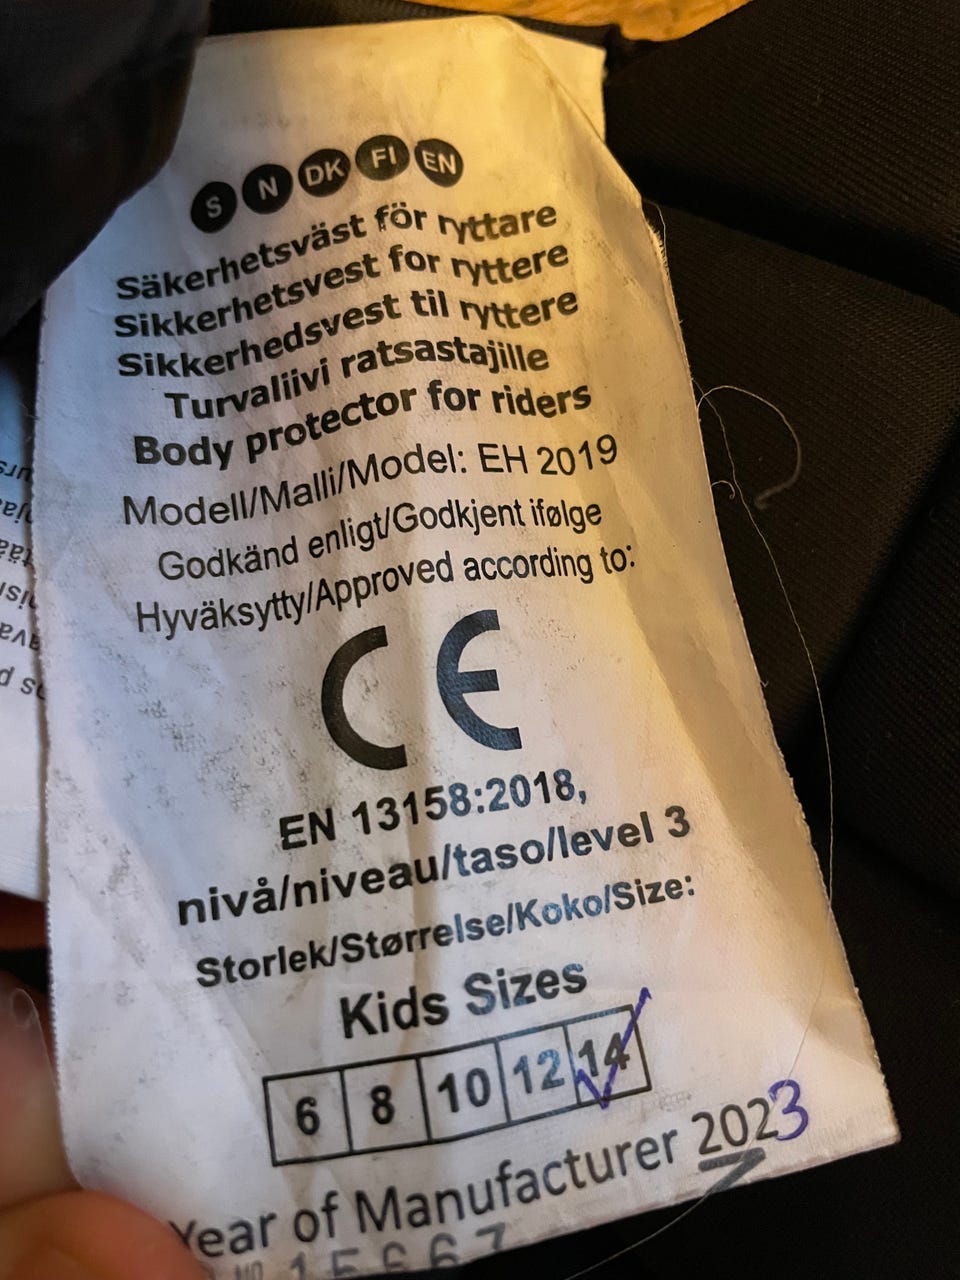 S N DK FI EN
Säkerhetsväst för ryttare
Sikkerhetsvest for ryttere
Sikkerhedsvest til ryttere
Turvaliivi ratsastajille
Body protector for riders
Modell/Malli/Model: EH 2019
Godkänd enligt/Godkjent ifølge
Hyväksytty/Approved according to:
CE
EN 13158:2018,
nivå/niveau/taso/level 3
Storlek/Størrelse/Koko/Size:
Kids Sizes
6 8 10 12 14
Year of Manufacturer 2023